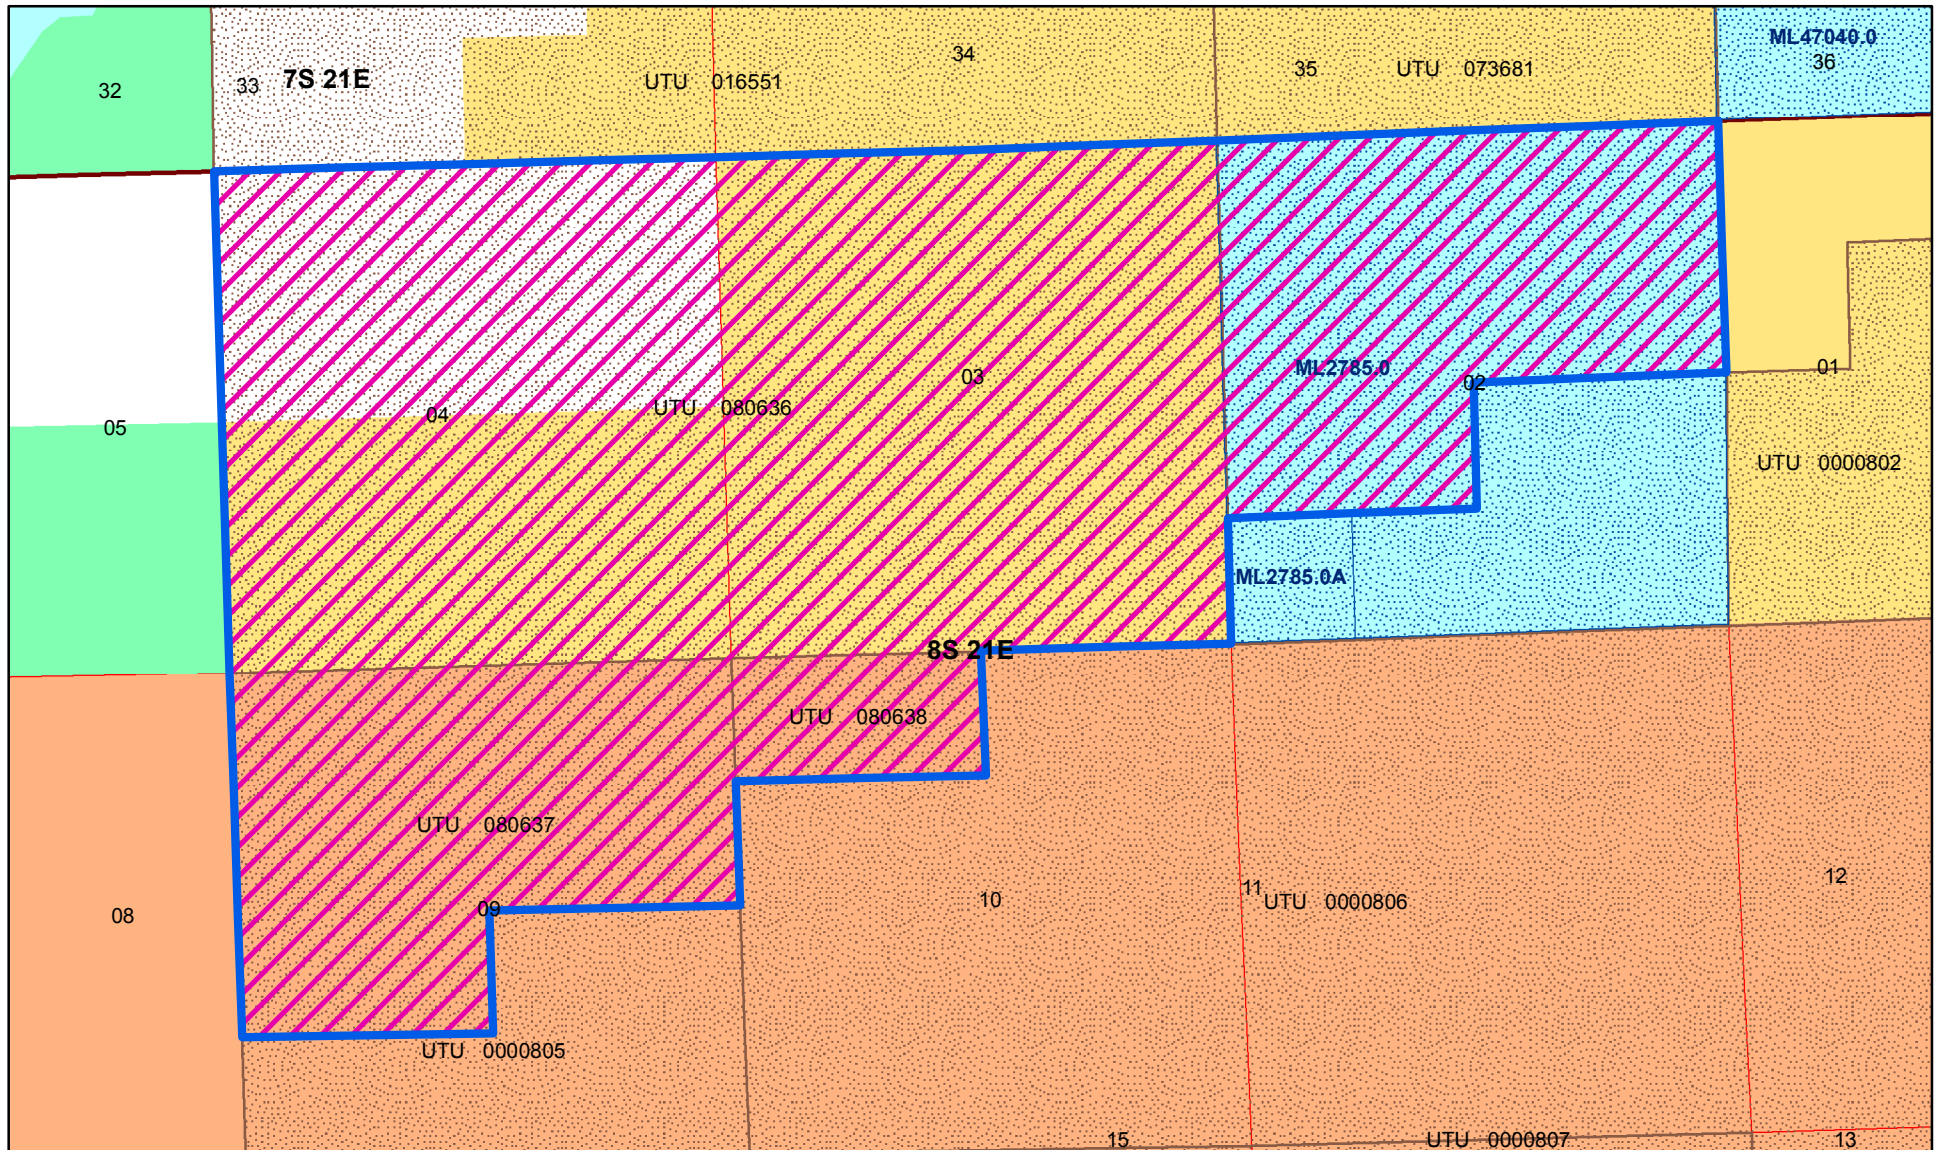 ML47040.0
34
36
32
33 7S 21E
UTU 016551
35 UTU 073681
01
ML2785.0
03
02
04
UTU 080636
05
UTU 0000802
ML2785.0A
8S 21E
UTU 080638
UTU 080637
12
11
10
UTU 0000806
09
08
UTU 0000805
15
UTU 0000807
13